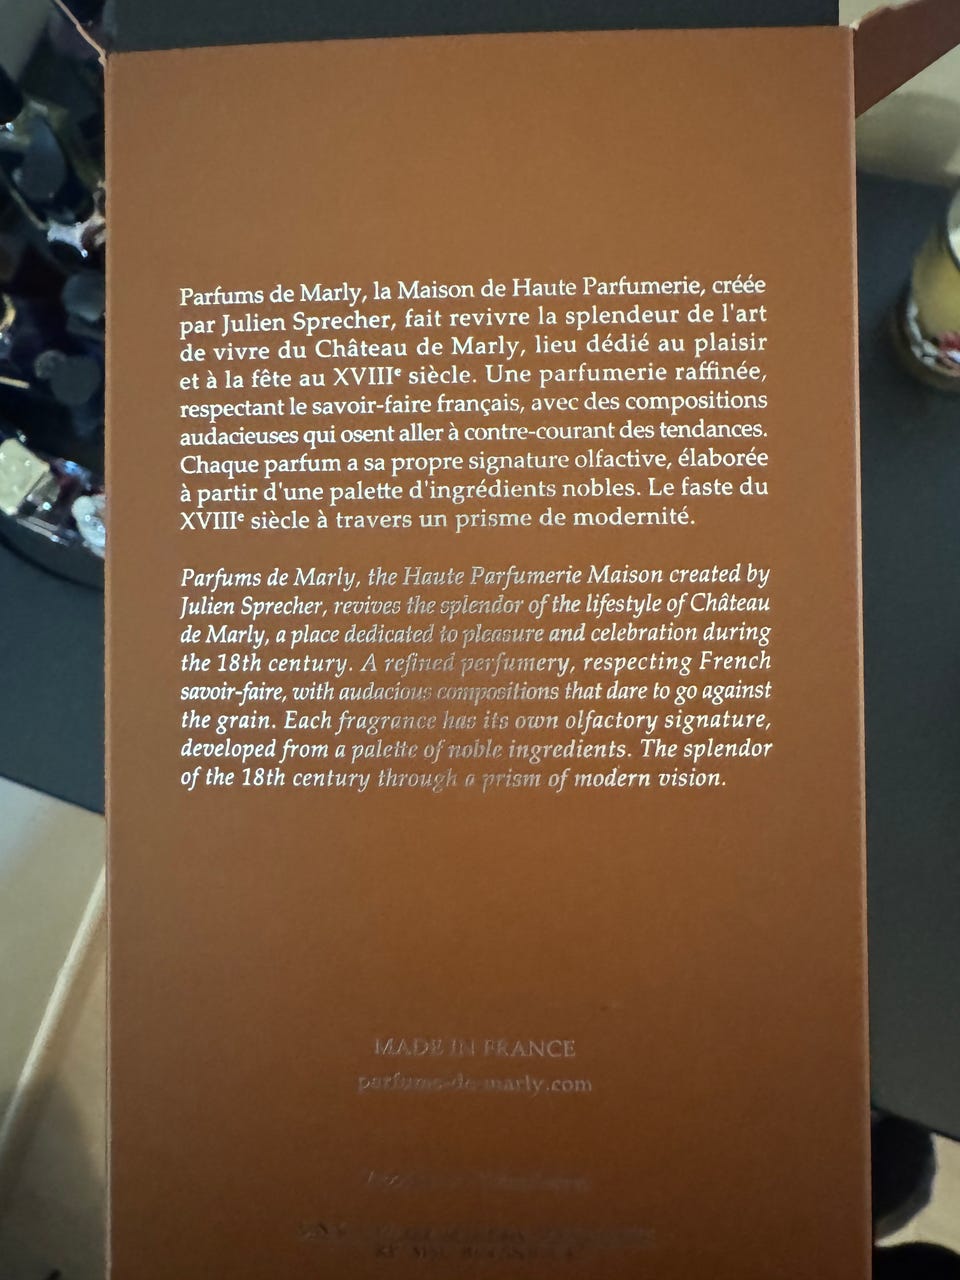 Parfums de Marly, la Maison de Haute Parfumerie, créée
par Julien Sprecher, fait revivre la splendeur de l'art
de vivre du Château de Marly, lieu dédié au plaisir
et à la fête au XVIIIᵉ siècle. Une parfumerie raffinée,
respectant le savoir-faire français, avec des compositions
audacieuses qui osent aller à contre-courant des tendances.
Chaque parfum a sa propre signature olfactive, élaborée
à partir d'une palette d'ingrédients nobles. Le faste du
XVIIIᵉ siècle à travers un prisme de modernité.
Parfums de Marly, the Haute Parfumerie Maison created by
Julien Sprecher, revives the splendor of the lifestyle of Château
de Marly, a place dedicated to pleasure and celebration during
the 18th century. A refined perfumery, respecting French
savoir-faire, with audacious compositions that dare to go against
the grain. Each fragrance has its own olfactory signature,
developed from a palette of noble ingredients. The splendor
of the 18th century through a prism of modern vision.
MADE IN FRANCE
parfums-de-marly.com